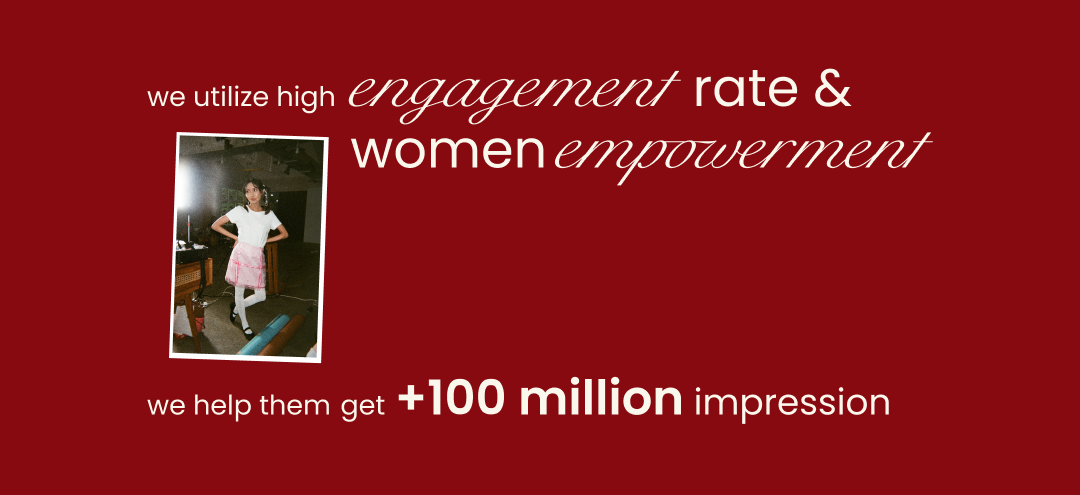 we utilize high engagement rate &
women empowerment
we help them get +100 million impression